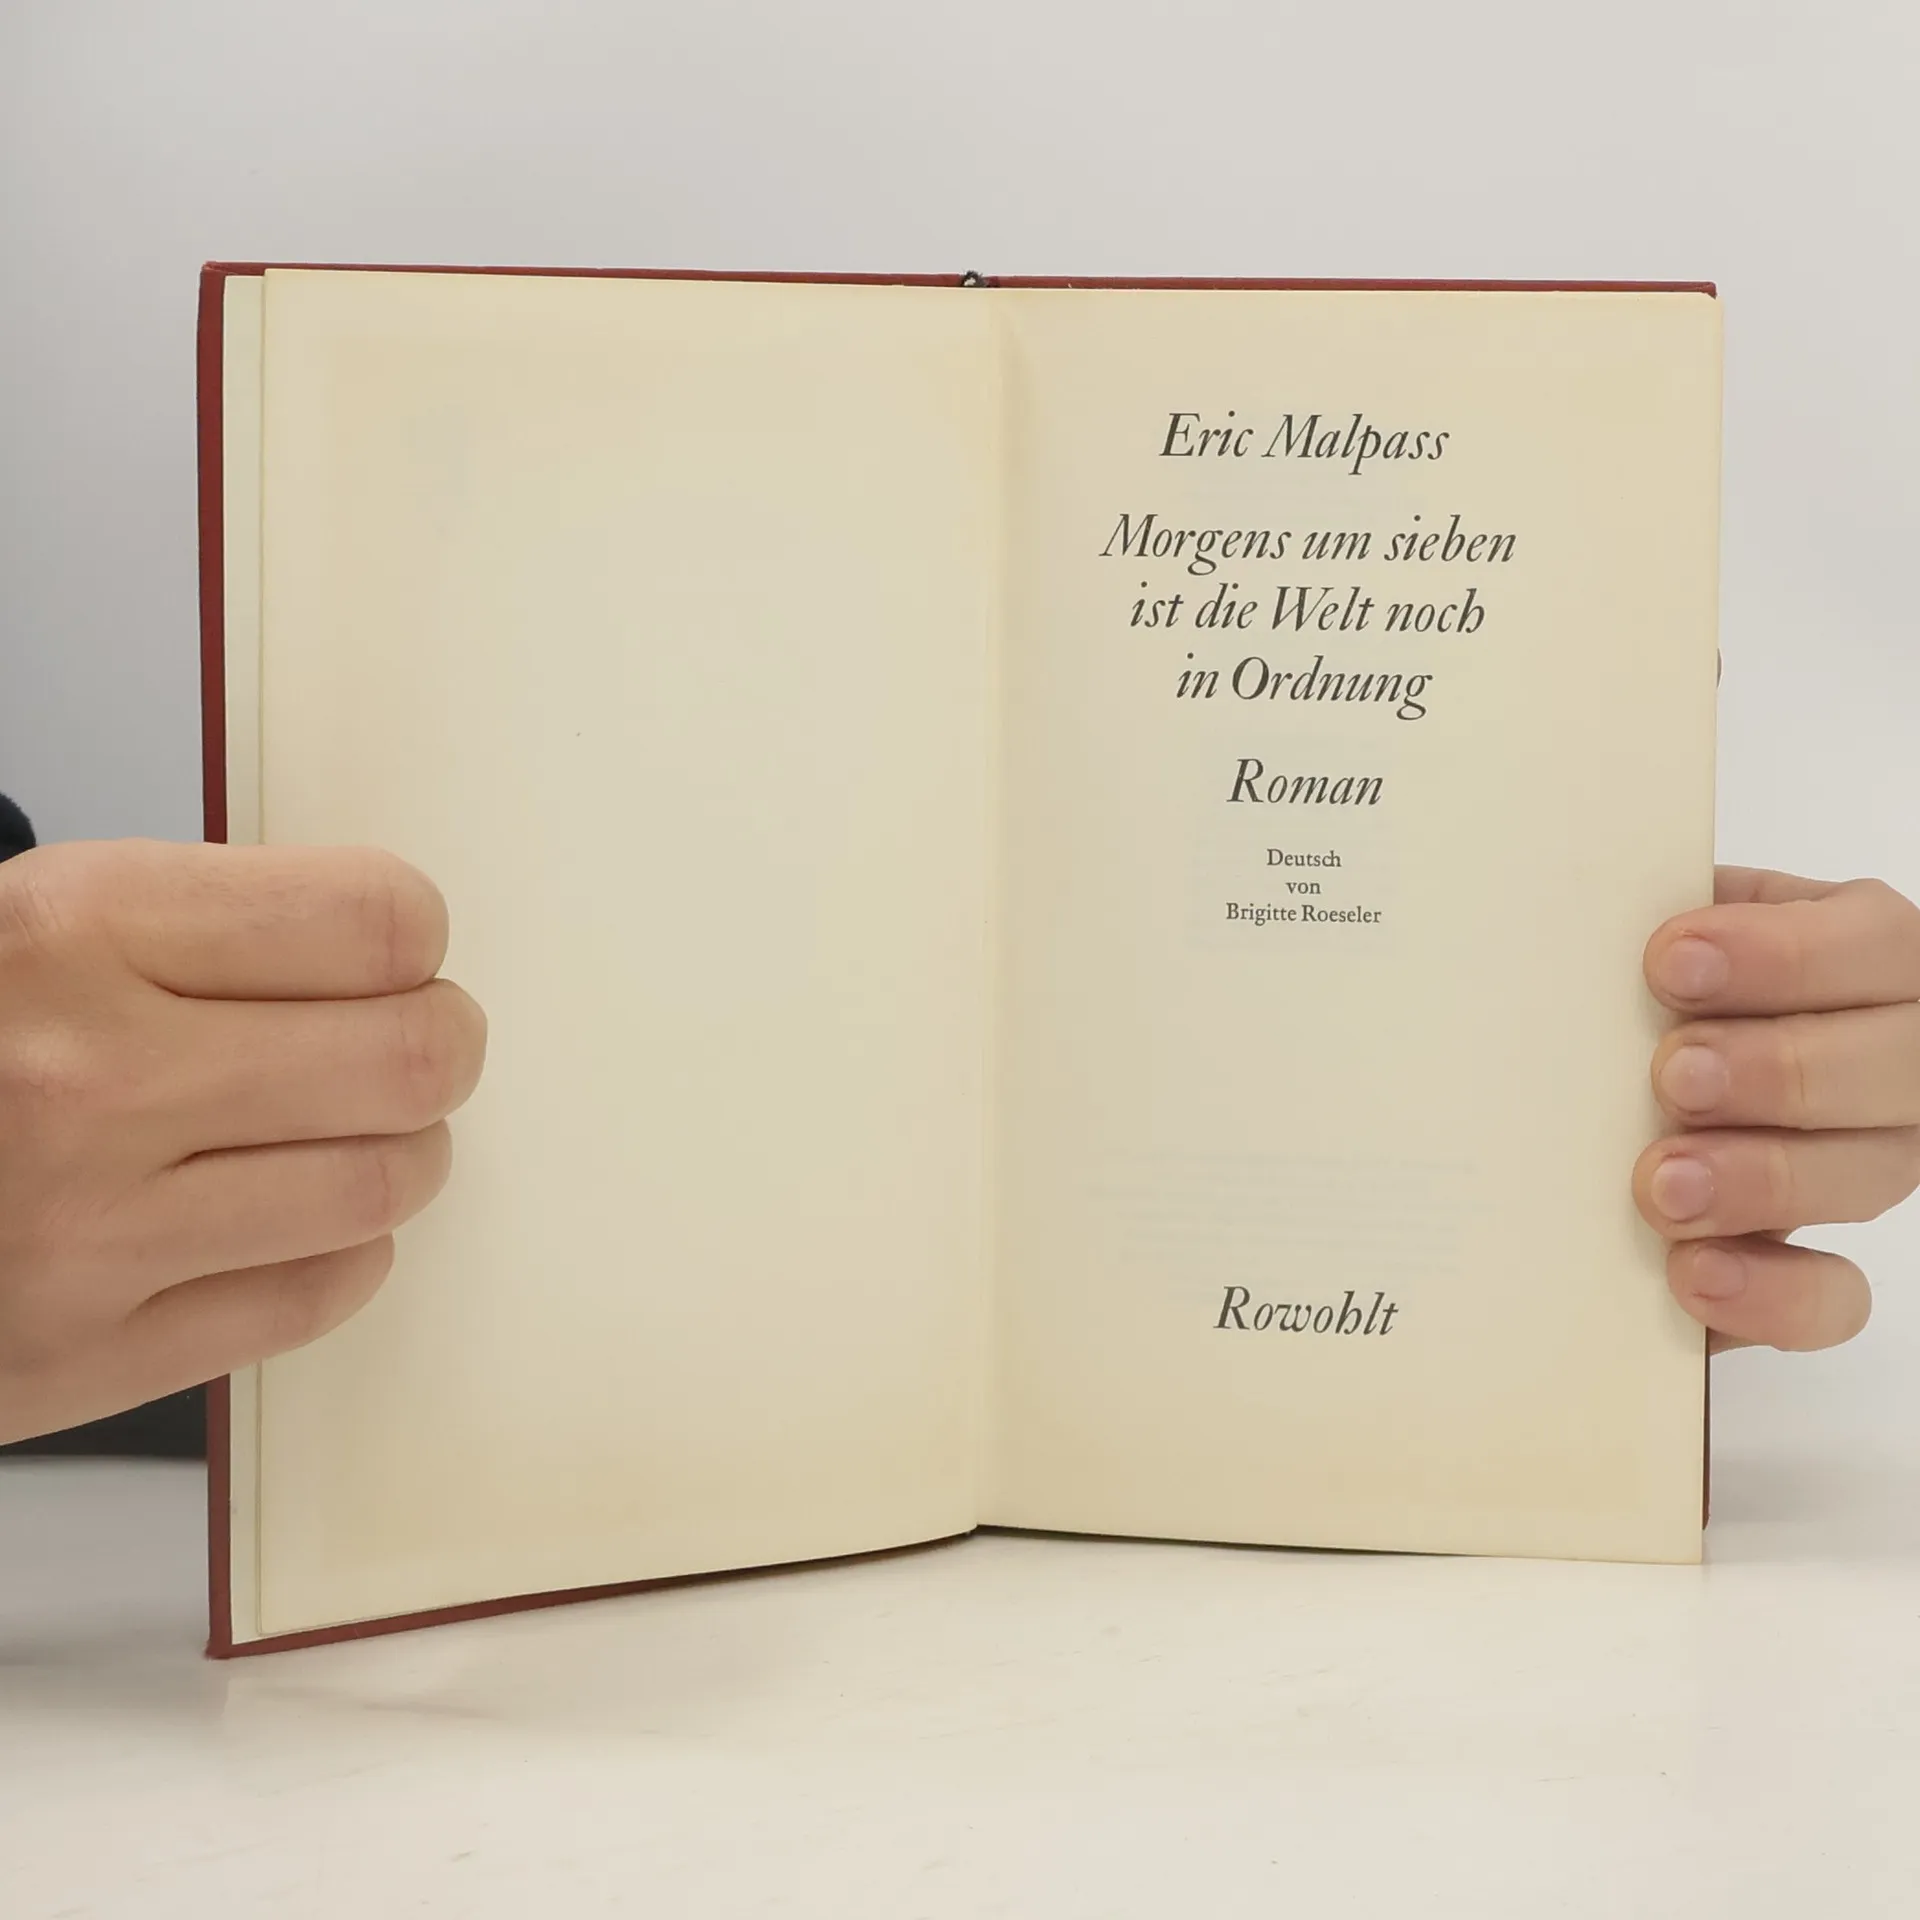 Eric Malpass
Morgens um sieben
ist die Welt noch
in Ordnung
Roman
Deutsch
von
Brigitte Roeseler
Rowohlt